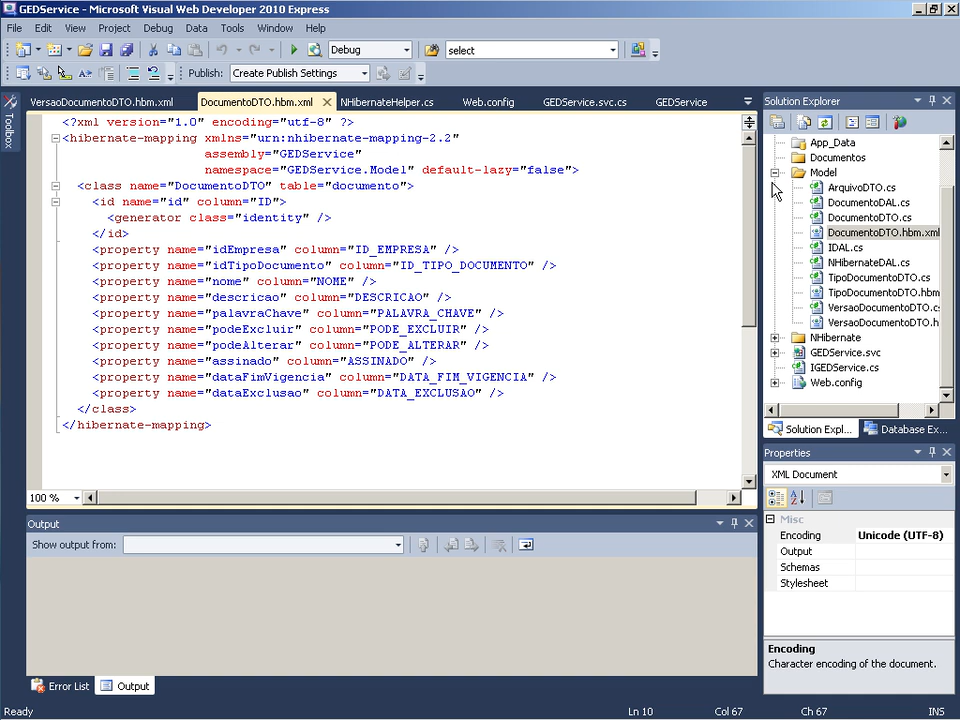 GEDService - Microsoft Visual Web Developer 2010 Express
File Edit View Project Debug Data Tools Window Help
Debug select
Publish: Create Publish Settings
Toolbox
VersaoDocumentoDTO.hbm.xml DocumentoDTO.hbm.xml NHibernateHelper.cs Web.config GEDService.svc.cs GEDService
<?xml version="1.0" encoding="utf-8" ?>
<hibernate-mapping xmlns="urn:nhibernate-mapping-2.2"
assembly="GEDService"
namespace="GEDService.Model" default-lazy="false">
<class name="DocumentoDTO" table="documento">
<id name="id" column="ID">
<generator class="identity" />
</id>
<property name="idEmpresa" column="ID_EMPRESA" />
<property name="idTipoDocumento" column="ID_TIPO_DOCUMENTO" />
<property name="nome" column="NOME" />
<property name="descricao" column="DESCRICAO" />
<property name="palavraChave" column="PALAVRA_CHAVE" />
<property name="podeExcluir" column="PODE_EXCLUIR" />
<property name="podeAlterar" column="PODE_ALTERAR" />
<property name="assinado" column="ASSINADO" />
<property name="dataFimVigencia" column="DATA_FIM_VIGENCIA" />
<property name="dataExclusao" column="DATA_EXCLUSAO" />
</class>
</hibernate-mapping>
100 %
Output
Show output from:
Error List Output
Solution Explorer
App_Data
Documentos
Model
ArquivoDTO.cs
DocumentoDAL.cs
DocumentoDTO.cs
DocumentoDTO.hbm.xml
IDAL.cs
NHibernateDAL.cs
TipoDocumentoDTO.cs
TipoDocumentoDTO.hbm
VersaoDocumentoDTO.cs
VersaoDocumentoDTO.h
NHibernate
GEDService.svc
IGEDService.cs
Web.config
Solution Expl... Database Ex...
Properties
XML Document
Misc
Encoding Unicode (UTF-8)
Output
Schemas
Stylesheet
Encoding
Character encoding of the document.
Ready Ln 10 Col 67 Ch 67 INS